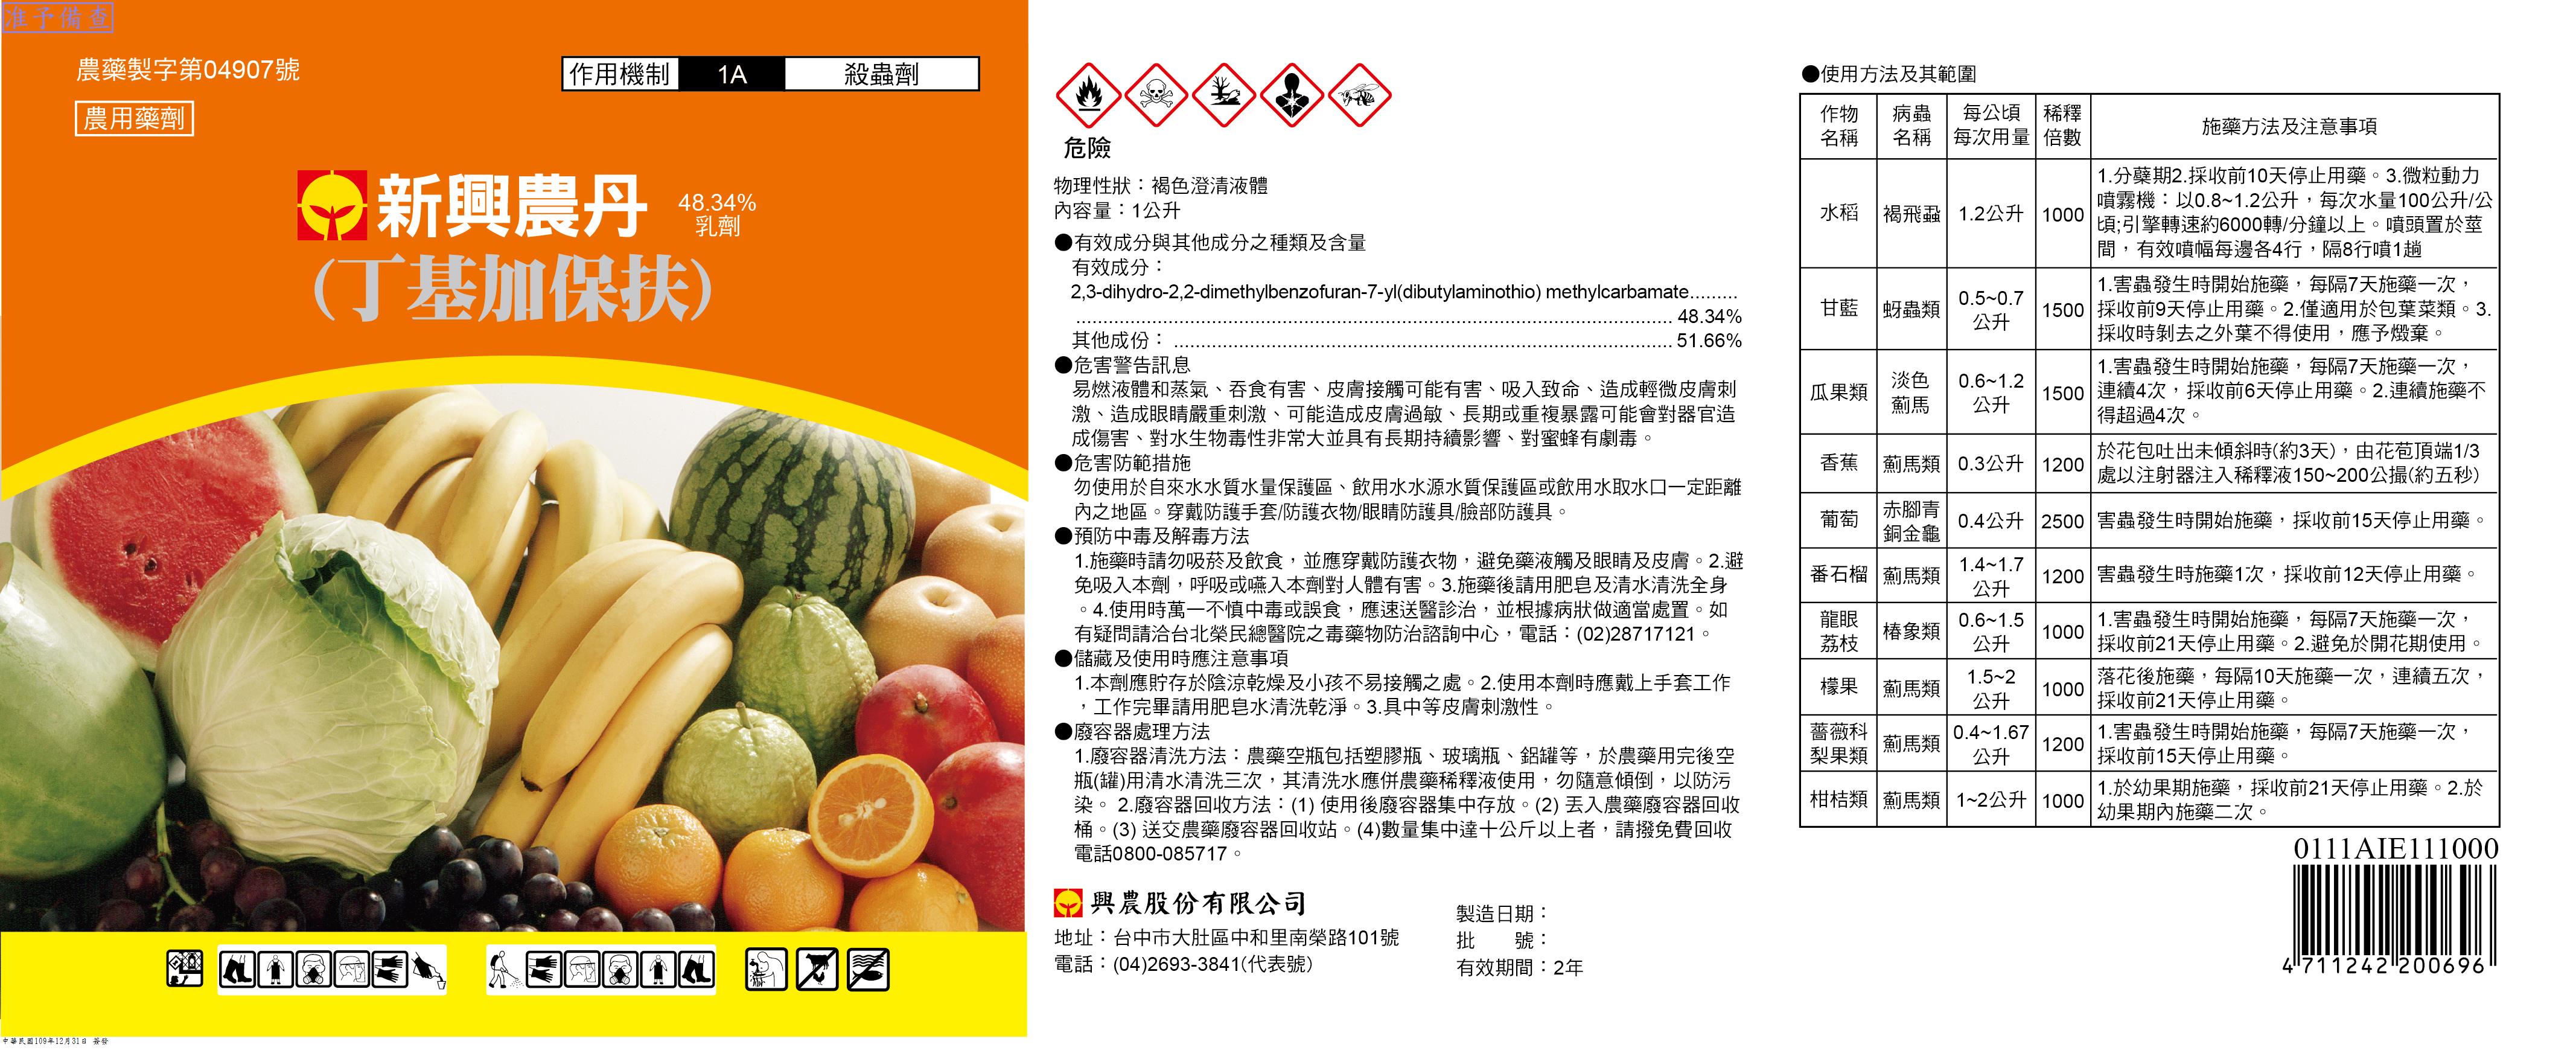 准予備查
農藥製字第04907號
農用藥劑
作用機制 1A 殺蟲劑
新興農丹 48.34%
乳劑
(丁基加保扶)
中華民國109年12月31日 簽發
危險
物理性狀：褐色澄清液體
內容量：1公升
●有效成分與其他成分之種類及含量
有效成分：
2,3-dihydro-2,2-dimethylbenzofuran-7-yl(dibutylaminothio) methylcarbamate.........
................................................................................................................ 48.34%
其他成份： ............................................................................................. 51.66%
●危害警告訊息
易燃液體和蒸氣、吞食有害、皮膚接觸可能有害、吸入致命、造成輕微皮膚刺
激、造成眼睛嚴重刺激、可能造成皮膚過敏、長期或重複暴露可能會對器官造
成傷害、對水生物毒性非常大並具有長期持續影響、對蜜蜂有劇毒。
●危害防範措施
勿使用於自來水水質水量保護區、飲用水水源水質保護區或飲用水取水口一定距離
內之地區。穿戴防護手套/防護衣物/眼睛防護具/臉部防護具。
●預防中毒及解毒方法
1.施藥時請勿吸菸及飲食，並應穿戴防護衣物，避免藥液觸及眼睛及皮膚。2.避
免吸入本劑，呼吸或嚥入本劑對人體有害。3.施藥後請用肥皂及清水清洗全身
。4.使用時萬一不慎中毒或誤食，應速送醫診治，並根據病狀做適當處置。如
有疑問請洽台北榮民總醫院之毒藥物防治諮詢中心，電話：(02)28717121。
●儲藏及使用時應注意事項
1.本劑應貯存於陰涼乾燥及小孩不易接觸之處。2.使用本劑時應戴上手套工作
，工作完畢請用肥皂水清洗乾淨。3.具中等皮膚刺激性。
●廢容器處理方法
1.廢容器清洗方法：農藥空瓶包括塑膠瓶、玻璃瓶、鋁罐等，於農藥用完後空
瓶(罐)用清水清洗三次，其清洗水應併農藥稀釋液使用，勿隨意傾倒，以防污
染。 2.廢容器回收方法：(1) 使用後廢容器集中存放。(2) 丟入農藥廢容器回收
桶。(3) 送交農藥廢容器回收站。(4)數量集中達十公斤以上者，請撥免費回收
電話0800-085717。
興農股份有限公司
地址：台中市大肚區中和里南榮路101號
電話：(04)2693-3841(代表號)
製造日期：
批　　號：
有效期間：2年
●使用方法及其範圍
作物名稱 病蟲名稱 每公頃每次用量 稀釋倍數 施藥方法及注意事項
水稻 褐飛蝨 1.2公升 1000 1.分蘗期2.採收前10天停止用藥。3.微粒動力
噴霧機：以0.8~1.2公升，每次水量100公升/公
頃;引擎轉速約6000轉/分鐘以上。噴頭置於莖
間，有效噴幅每邊各4行，隔8行噴1趟
甘藍 蚜蟲類 0.5~0.7公升 1500 1.害蟲發生時開始施藥，每隔7天施藥一次，
採收前9天停止用藥。2.僅適用於包葉菜類。3.
採收時剝去之外葉不得使用，應予燬棄。
瓜果類 淡色薊馬 0.6~1.2公升 1500 1.害蟲發生時開始施藥，每隔7天施藥一次，
連續4次，採收前6天停止用藥。2.連續施藥不
得超過4次。
香蕉 薊馬類 0.3公升 1200 於花包吐出未傾斜時(約3天)，由花苞頂端1/3
處以注射器注入稀釋液150~200公撮(約五秒)
葡萄 赤腳青銅金龜 0.4公升 2500 害蟲發生時開始施藥，採收前15天停止用藥。
番石榴 薊馬類 1.4~1.7公升 1200 害蟲發生時施藥1次，採收前12天停止用藥。
龍眼荔枝 椿象類 0.6~1.5公升 1000 1.害蟲發生時開始施藥，每隔7天施藥一次，
採收前21天停止用藥。2.避免於開花期使用。
檬果 薊馬類 1.5~2公升 1000 落花後施藥，每隔10天施藥一次，連續五次，
採收前21天停止用藥。
薔薇科梨果類 薊馬類 0.4~1.67公升 1200 1.害蟲發生時開始施藥，每隔7天施藥一次，
採收前15天停止用藥。
柑桔類 薊馬類 1~2公升 1000 1.於幼果期施藥，採收前21天停止用藥。2.於
幼果期內施藥二次。
0111AIE111000
4 711242 200696